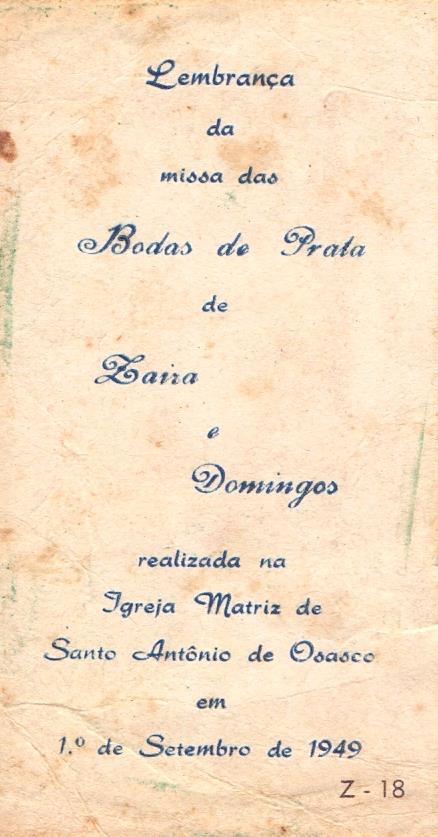 Lembrança
da
missa das
Bodas de Prata
de
Zaira
e
Domingos
realizada na
Igreja Matriz de
Santo Antônio de Osasco
em
1.º de Setembro de 1949
Z - 18